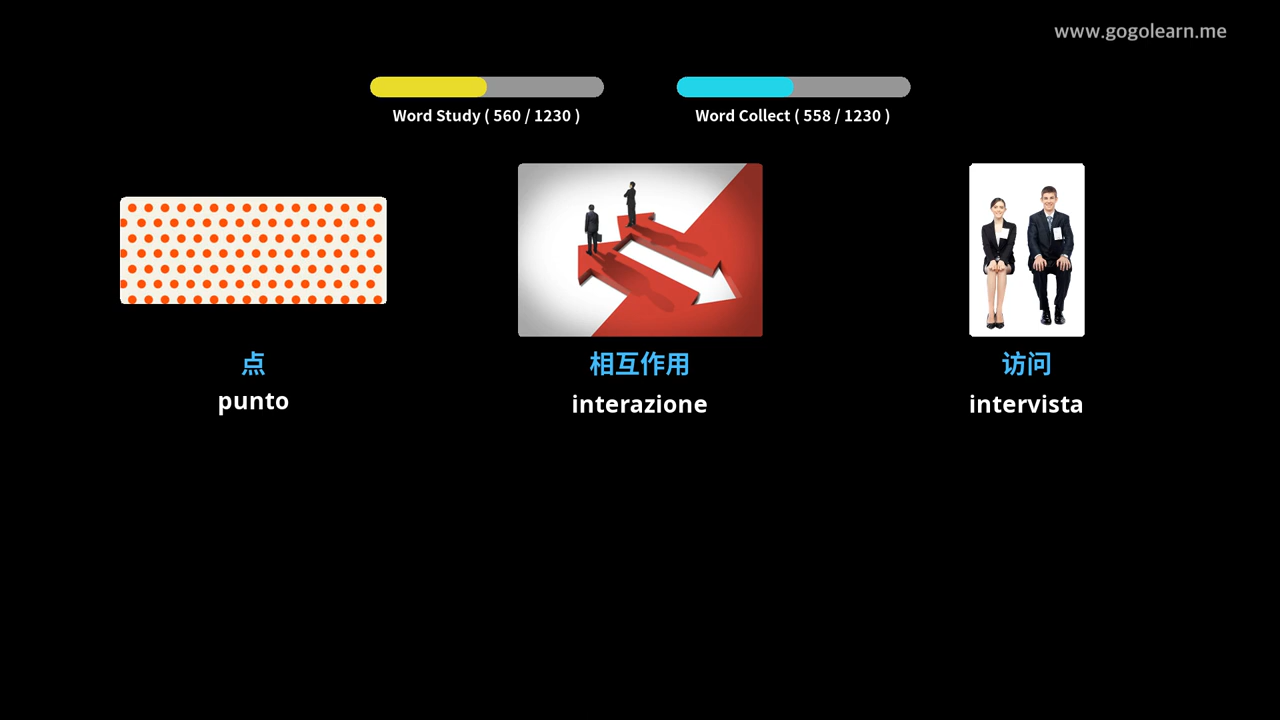 www.gogolearn.me
Word Study ( 560 / 1230 )
Word Collect ( 558 / 1230 )
点
punto
相互作用
interazione
访问
intervista